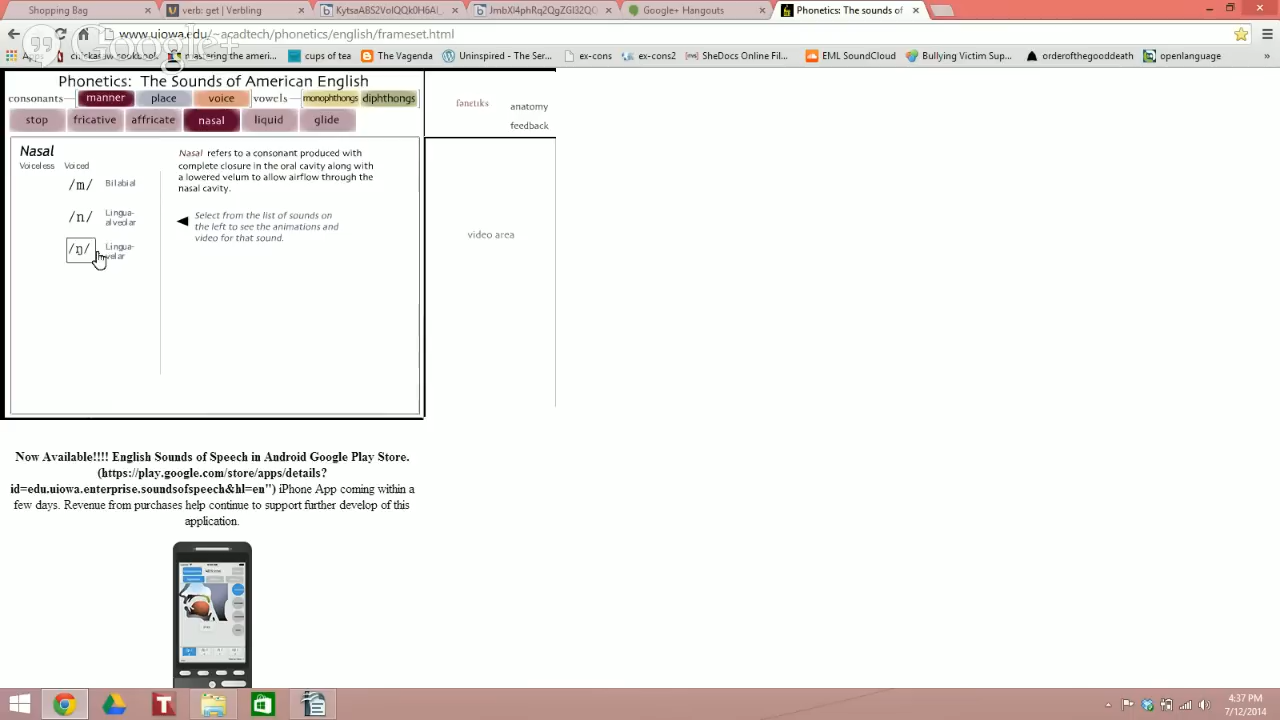 Shopping Bag
verb: get | Verbling
Google+ Hangouts
Phonetics: The sounds of
www.uiowa.edu/~acadtech/phonetics/english/frameset.html
Google+
cups of tea
The Vagenda
Uninspired - The Ser...
ex-cons
ex-cons2
SheDocs Online Fil...
EML SoundCloud
Bullying Victim Sup...
orderofthegooddeath
openlanguage
»
Phonetics: The Sounds of American English
consonants
manner
place
voice
vowels
monophthongs
diphthongs
fənɛtɪks
anatomy
feedback
stop
fricative
affricate
nasal
liquid
glide
Nasal
Voiceless Voiced
/m/ Bilabial
/n/ Lingua-
alveolar
/ŋ/ Lingua-
velar
Nasal refers to a consonant produced with
complete closure in the oral cavity along with
a lowered velum to allow airflow through the
nasal cavity.
Select from the list of sounds on
the left to see the animations and
video for that sound.
video area
Now Available!!!! English Sounds of Speech in Android Google Play Store.
(https://play.google.com/store/apps/details?
id=edu.uiowa.enterprise.soundsofspeech&hl=en") iPhone App coming within a
few days. Revenue from purchases help continue to support further develop of this
application.
4:37 PM
7/12/2014